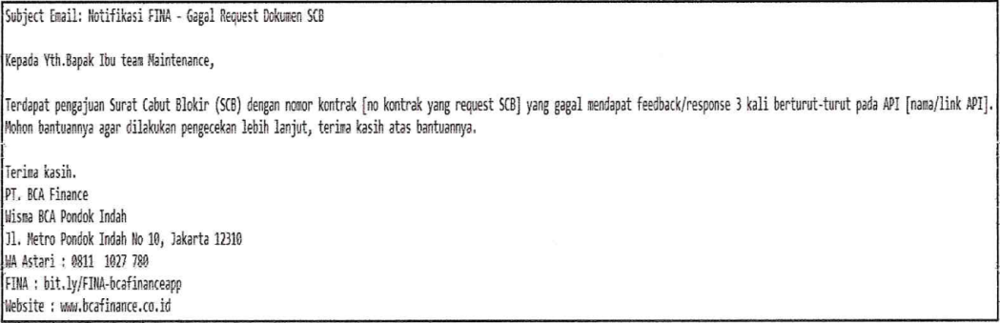 Subject Email: Notifikasi FINA - Gagal Request Dokumen SCB
Kepada Yth.Bapak Ibu team Maintenance,
Terdapat pengajuan Surat Cabut Blokir (SCB) dengan nomor kontrak [no kontrak yang request SCB] yang gagal mendapat feedback/response 3 kali berturut-turut pada API [nama/link API].
Mohon bantuannya agar dilakukan pengecekan lebih lanjut, terima kasih atas bantuannya.
Terima kasih.
PT. BCA Finance
Wisma BCA Pondok Indah
Jl. Metro Pondok Indah No 10, Jakarta 12310
WA Astari : 0811 1027 780
FINA : bit.ly/FINA-bcafinanceapp
Website : www.bcafinance.co.id